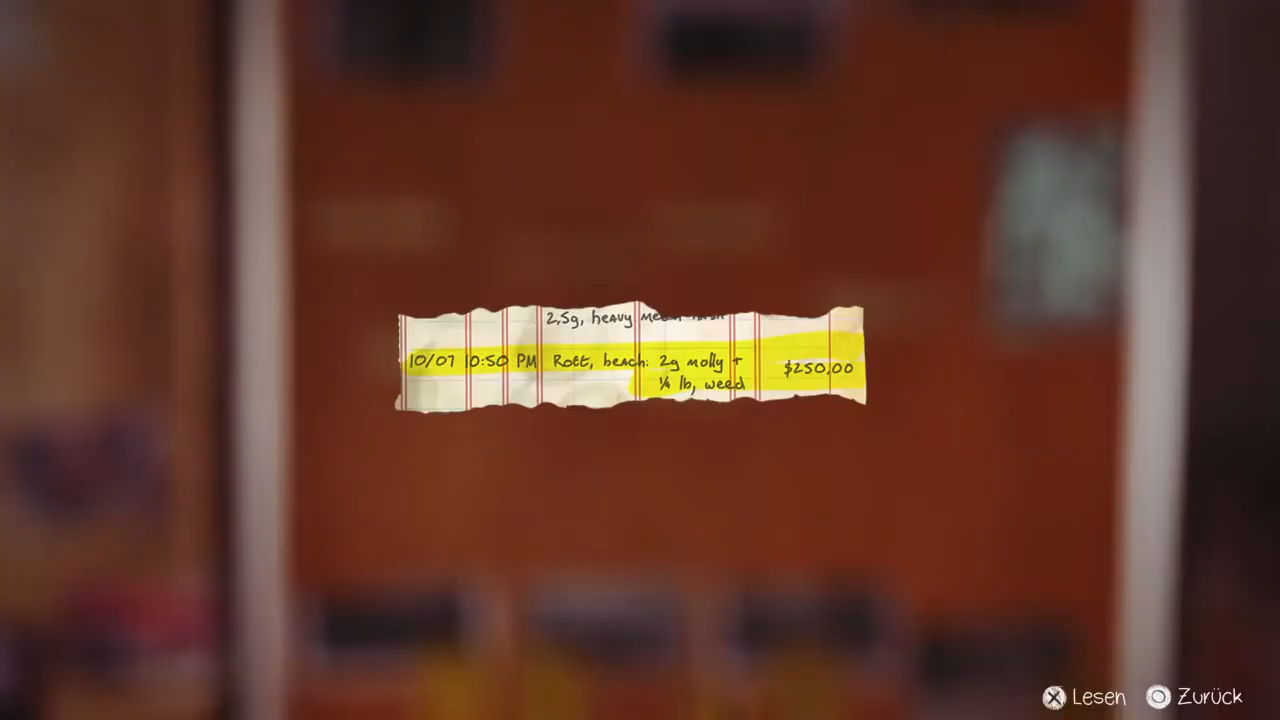 2,5g, heavy
10/07 10:50 PM Rott, beach: 2g molly + $250,00
1/4 lb, weed
Lesen Zurück